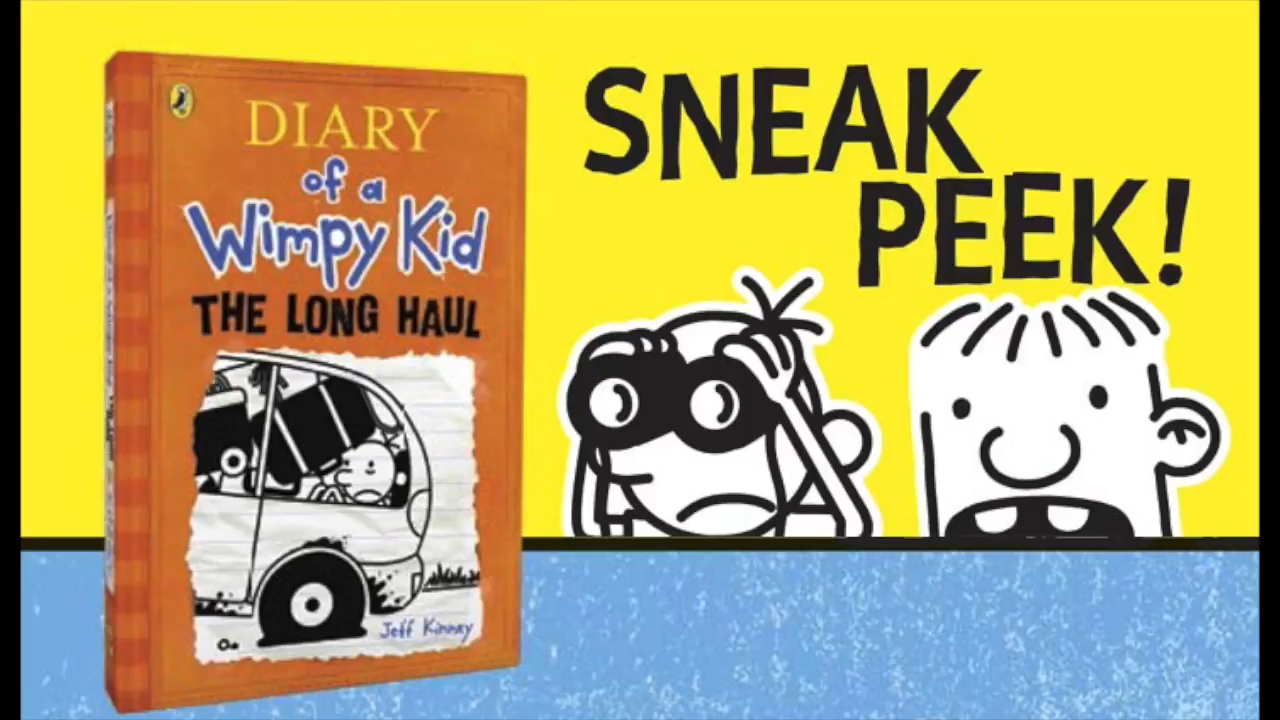 DIARY
of a
Wimpy Kid
THE LONG HAUL
Jeff Kinney
SNEAK
PEEK!